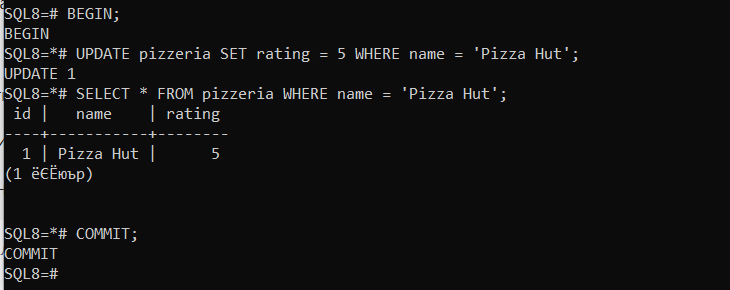 SQL8=# BEGIN;
BEGIN
SQL8=*# UPDATE pizzeria SET rating = 5 WHERE name = 'Pizza Hut';
UPDATE 1
SQL8=*# SELECT * FROM pizzeria WHERE name = 'Pizza Hut';
 id |   name    | rating
----+-----------+--------
  1 | Pizza Hut |      5
(1 ёЄЁюър)
SQL8=*# COMMIT;
COMMIT
SQL8=#